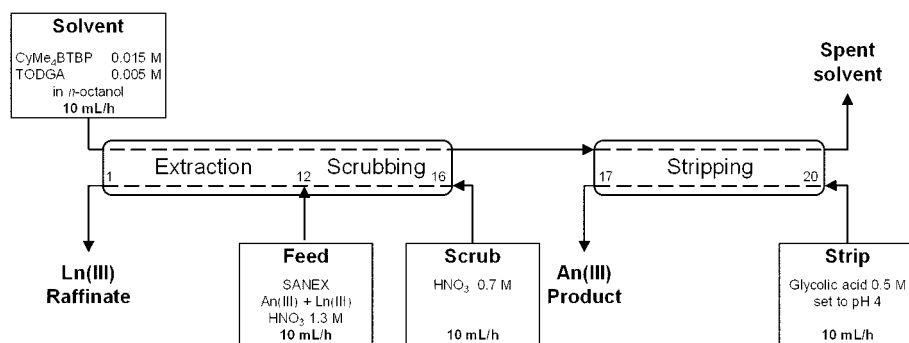 Solvent
CyMe₄BTBP 0.015 M
TODGA 0.005 M
in n-octanol
10 mL/h
Spent
solvent
Extraction
Scrubbing
Stripping
1
12
16
17
20
Ln(III)
Raffinate
Feed
SANEX
An(III) + Ln(III)
HNO₃ 1.3 M
10 mL/h
Scrub
HNO₃ 0.7 M
10 mL/h
An(III)
Product
Strip
Glycolic acid 0.5 M
set to pH 4
10 mL/h